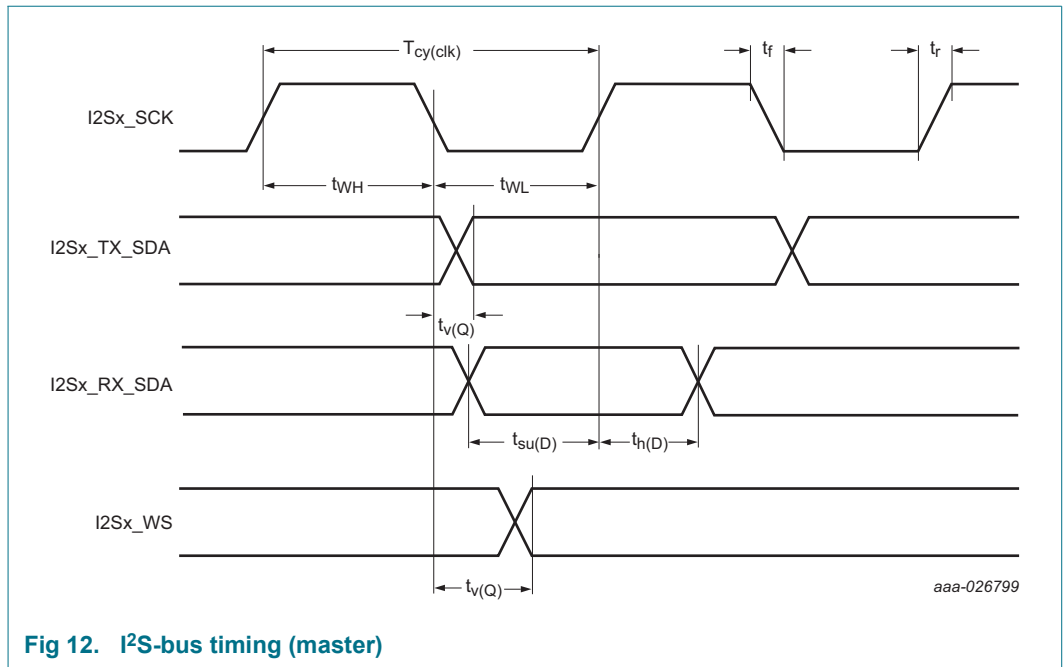 Tcy(clk)
tf
tr
I2Sx_SCK
tWH
tWL
I2Sx_TX_SDA
tv(Q)
I2Sx_RX_SDA
tsu(D)
th(D)
I2Sx_WS
tv(Q)
aaa-026799
Fig 12. I²S-bus timing (master)